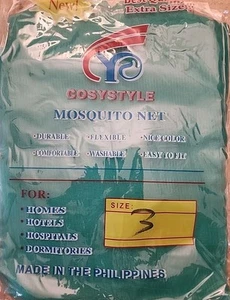 New!
Extra Size
COSYSTYLE
MOSQUITO NET
•DURABLE •FLEXIBLE •NICE COLOR
•COMFORTABLE •WASHABLE •EASY TO FIT
FOR:
•HOMES
•HOTELS
•HOSPITALS
•DORMITORIES
SIZE:
3
MADE IN THE PHILIPPINES